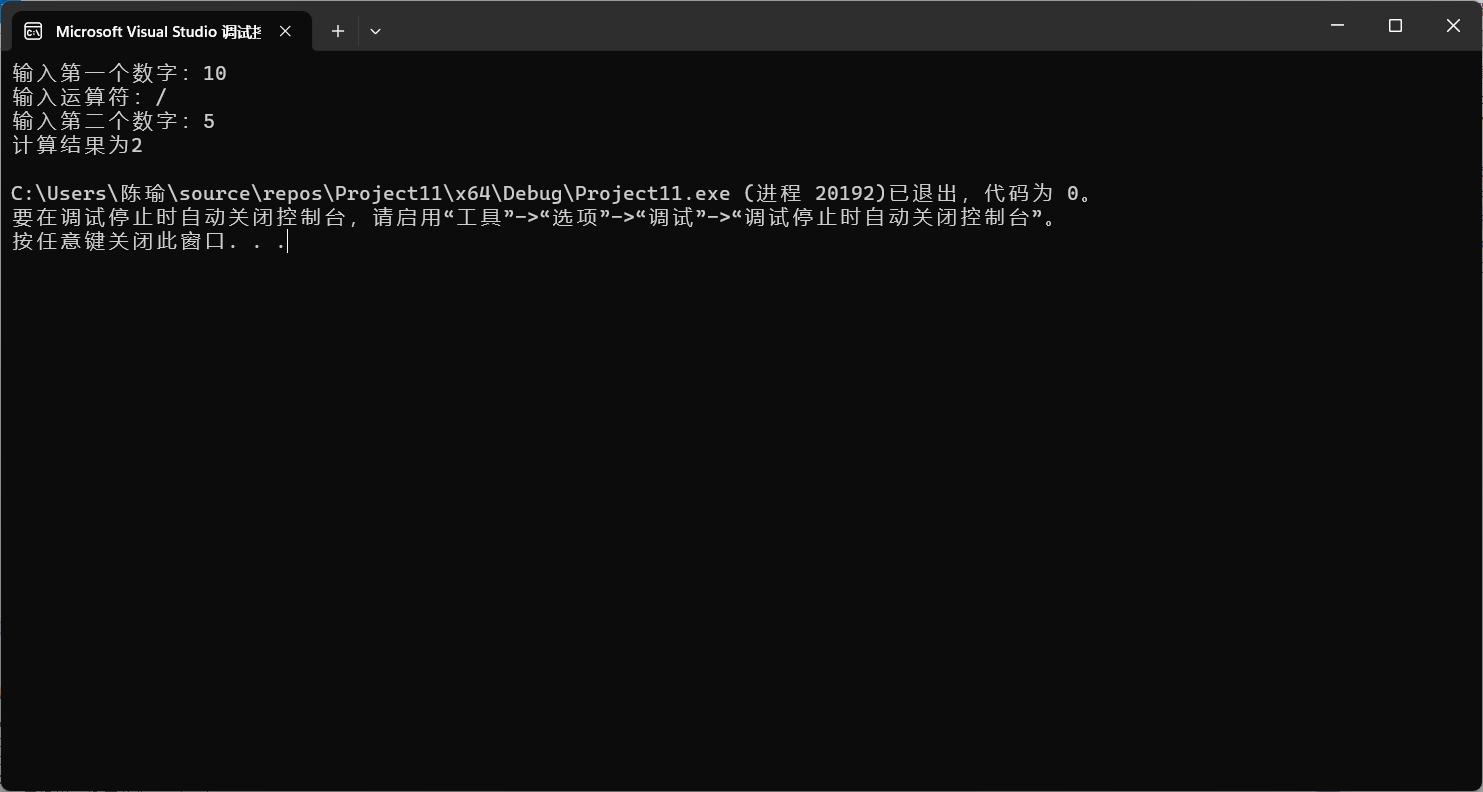 Microsoft Visual Studio 调试
输入第一个数字：10
输入运算符：/
输入第二个数字：5
计算结果为2
C:\Users\陈瑜\source\repos\Project11\x64\Debug\Project11.exe (进程 20192)已退出，代码为 0。
要在调试停止时自动关闭控制台，请启用“工具”->“选项”->“调试”->“调试停止时自动关闭控制台”。
按任意键关闭此窗口. . .